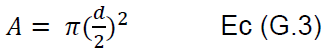 A = π(d/2)² Ec (G.3)